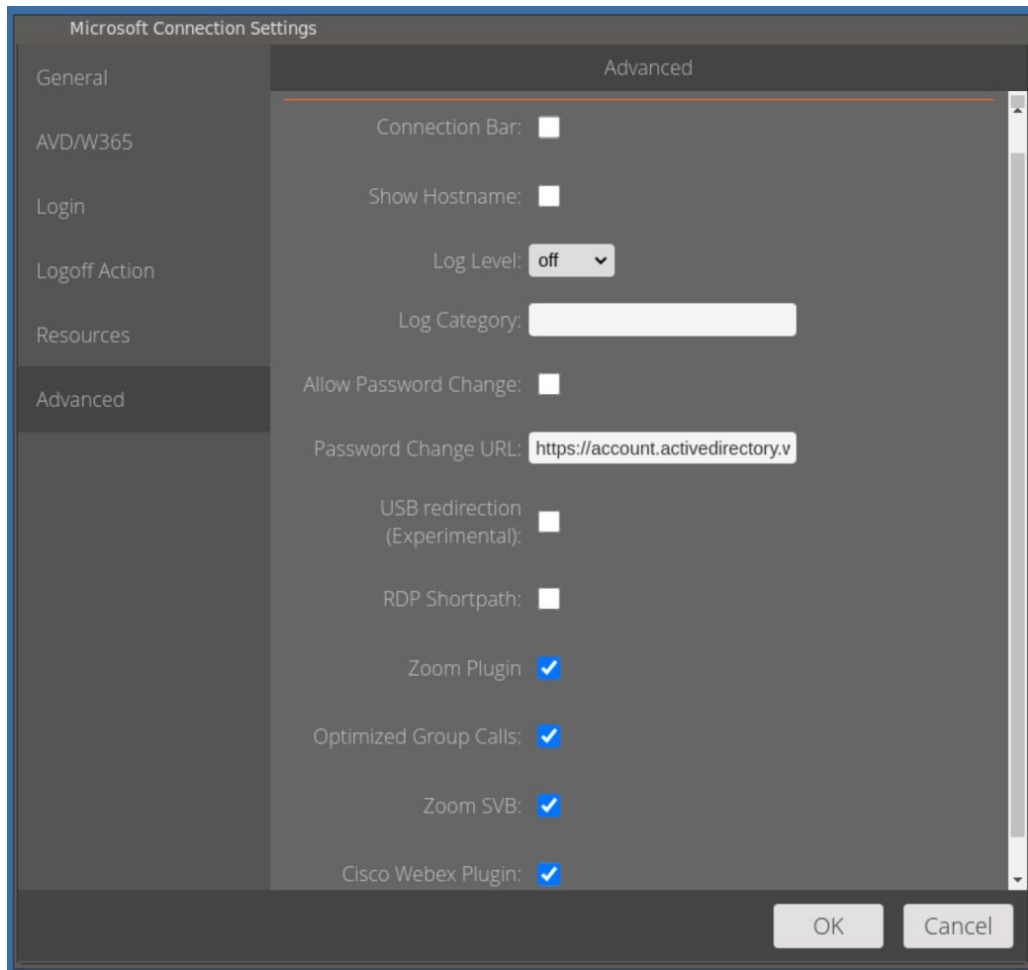 Microsoft Connection Settings
General
AVD/W365
Login
Logoff Action
Resources
Advanced
Advanced
Connection Bar:
Show Hostname:
Log Level: off
Log Category:
Allow Password Change:
Password Change URL: https://account.activedirectory.v
USB redirection
(Experimental):
RDP Shortpath:
Zoom Plugin
Optimized Group Calls:
Zoom SVB:
Cisco Webex Plugin:
OK Cancel